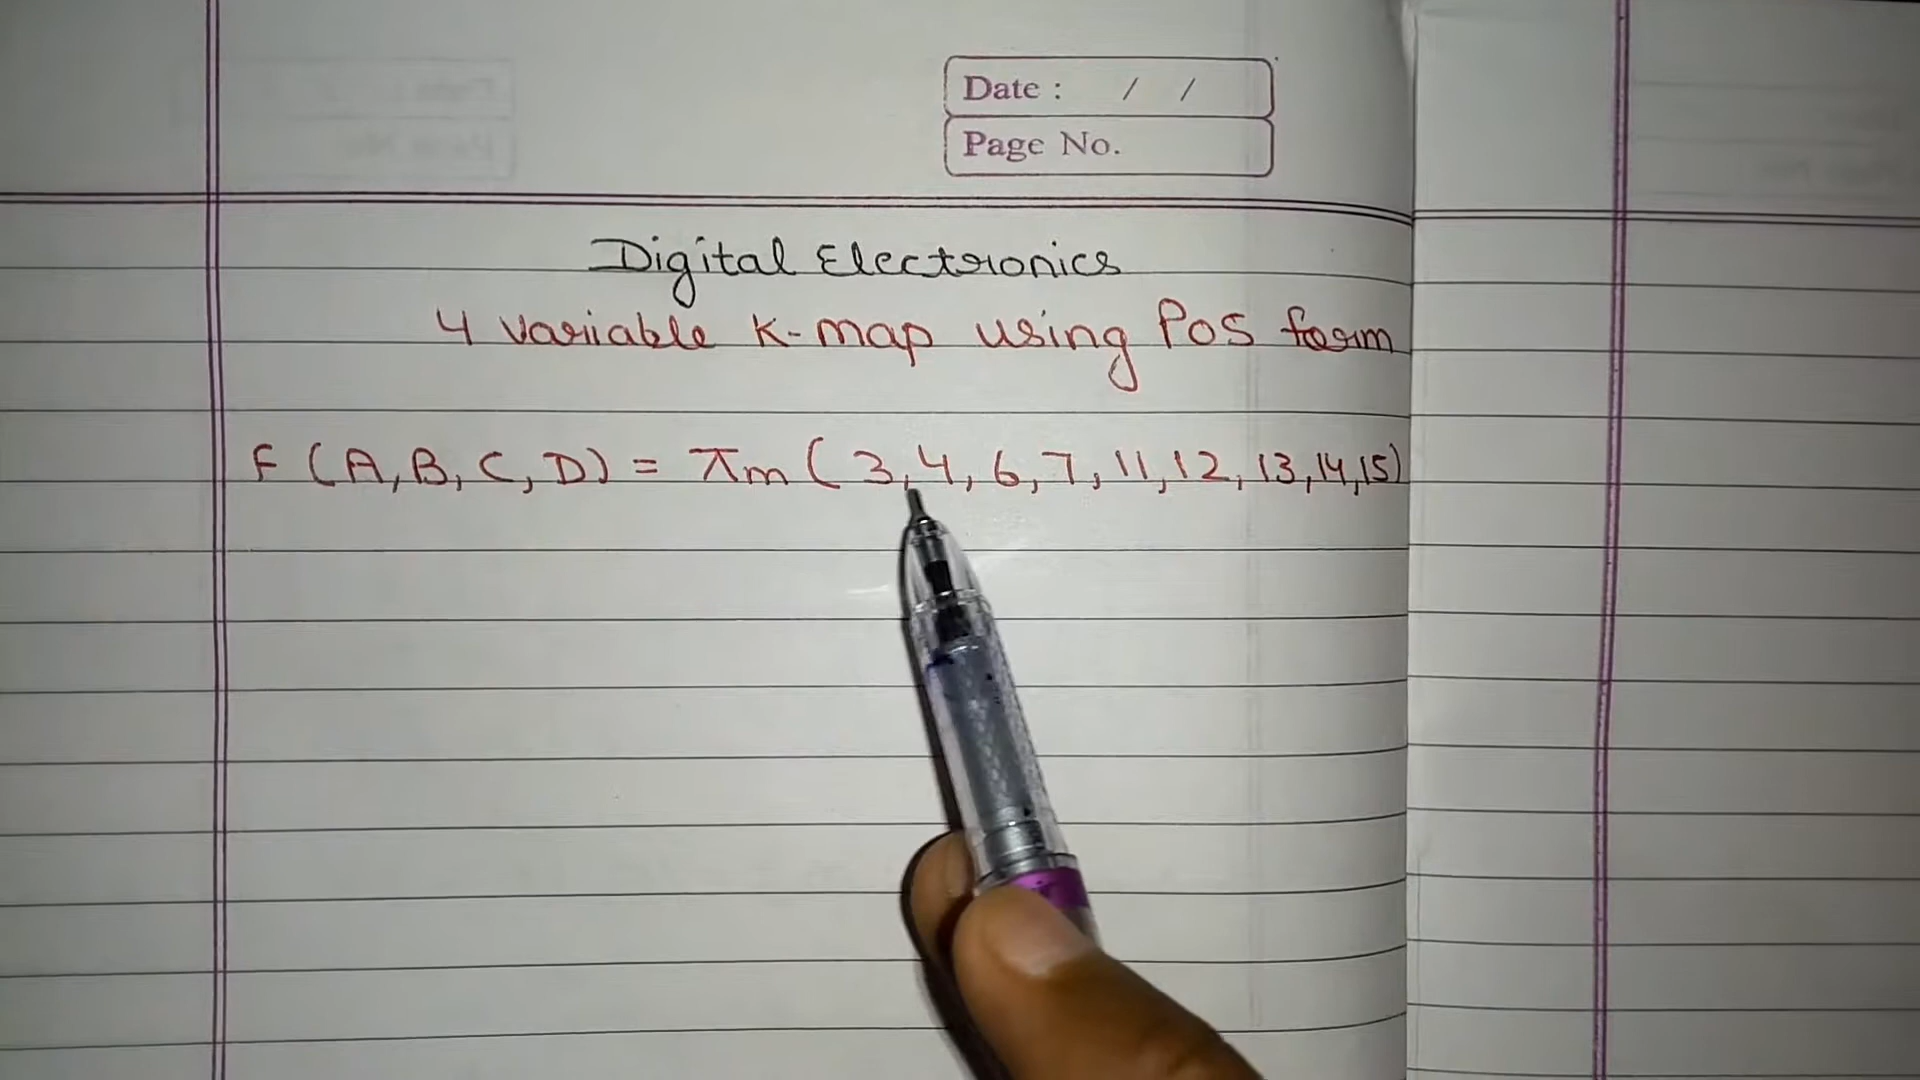 Date : / /
Page No.
Digital Electronics
4 variable K-map using POS form
F (A, B, C, D) = πm ( 3, 4, 6, 7, 11, 12, 13, 14, 15)